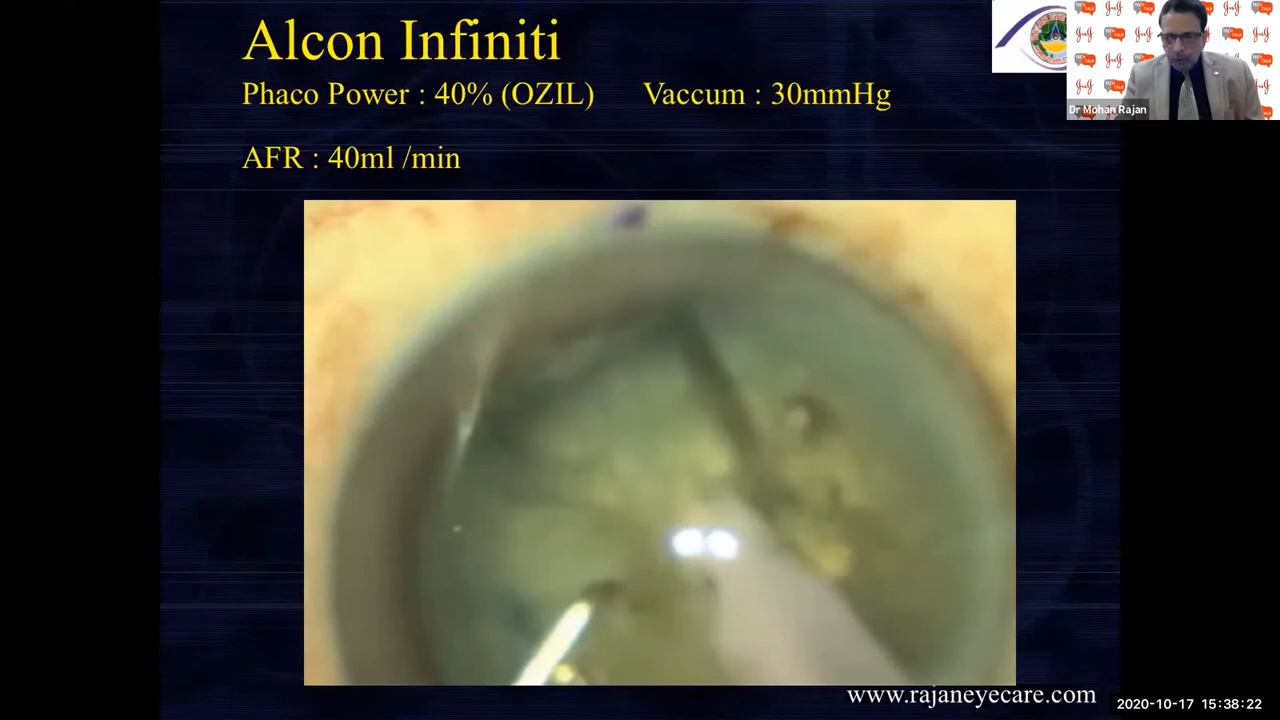 Alcon Infiniti
Phaco Power : 40% (OZIL) Vaccum : 30mmHg
AFR : 40ml /min
Dr Mohan Rajan
www.rajaneyecare.com
2020-10-17 15:38:22